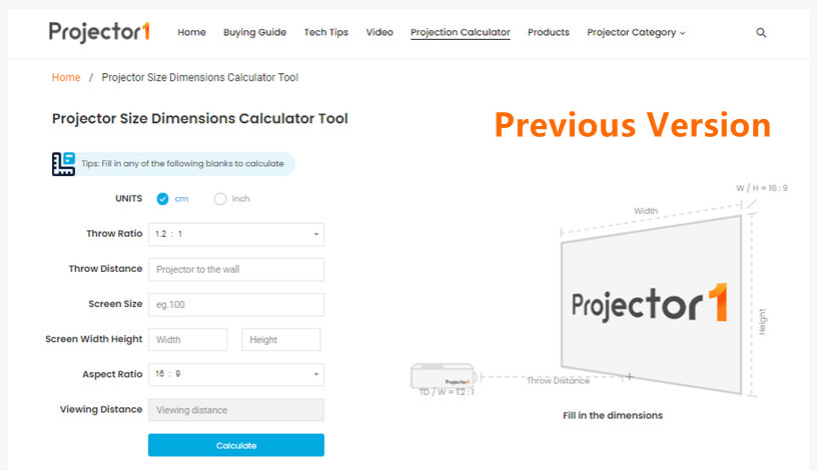 Projector1
Home Buying Guide Tech Tips Video Projection Calculator Products Projector Category
Home / Projector Size Dimensions Calculator Tool
Projector Size Dimensions Calculator Tool
Previous Version
Tips: Fill in any of the following blanks to calculate
UNITS cm inch
Throw Ratio 1.2 : 1
Throw Distance Projector to the wall
Screen Size eg.100
Screen Width Height Width Height
Aspect Ratio 16 : 9
Viewing Distance Viewing distance
Calculate
W / H = 16 : 9
Width
Projector1
Height
Projector1
Throw Distance
TD / W = 1.2 : 1
Fill in the dimensions